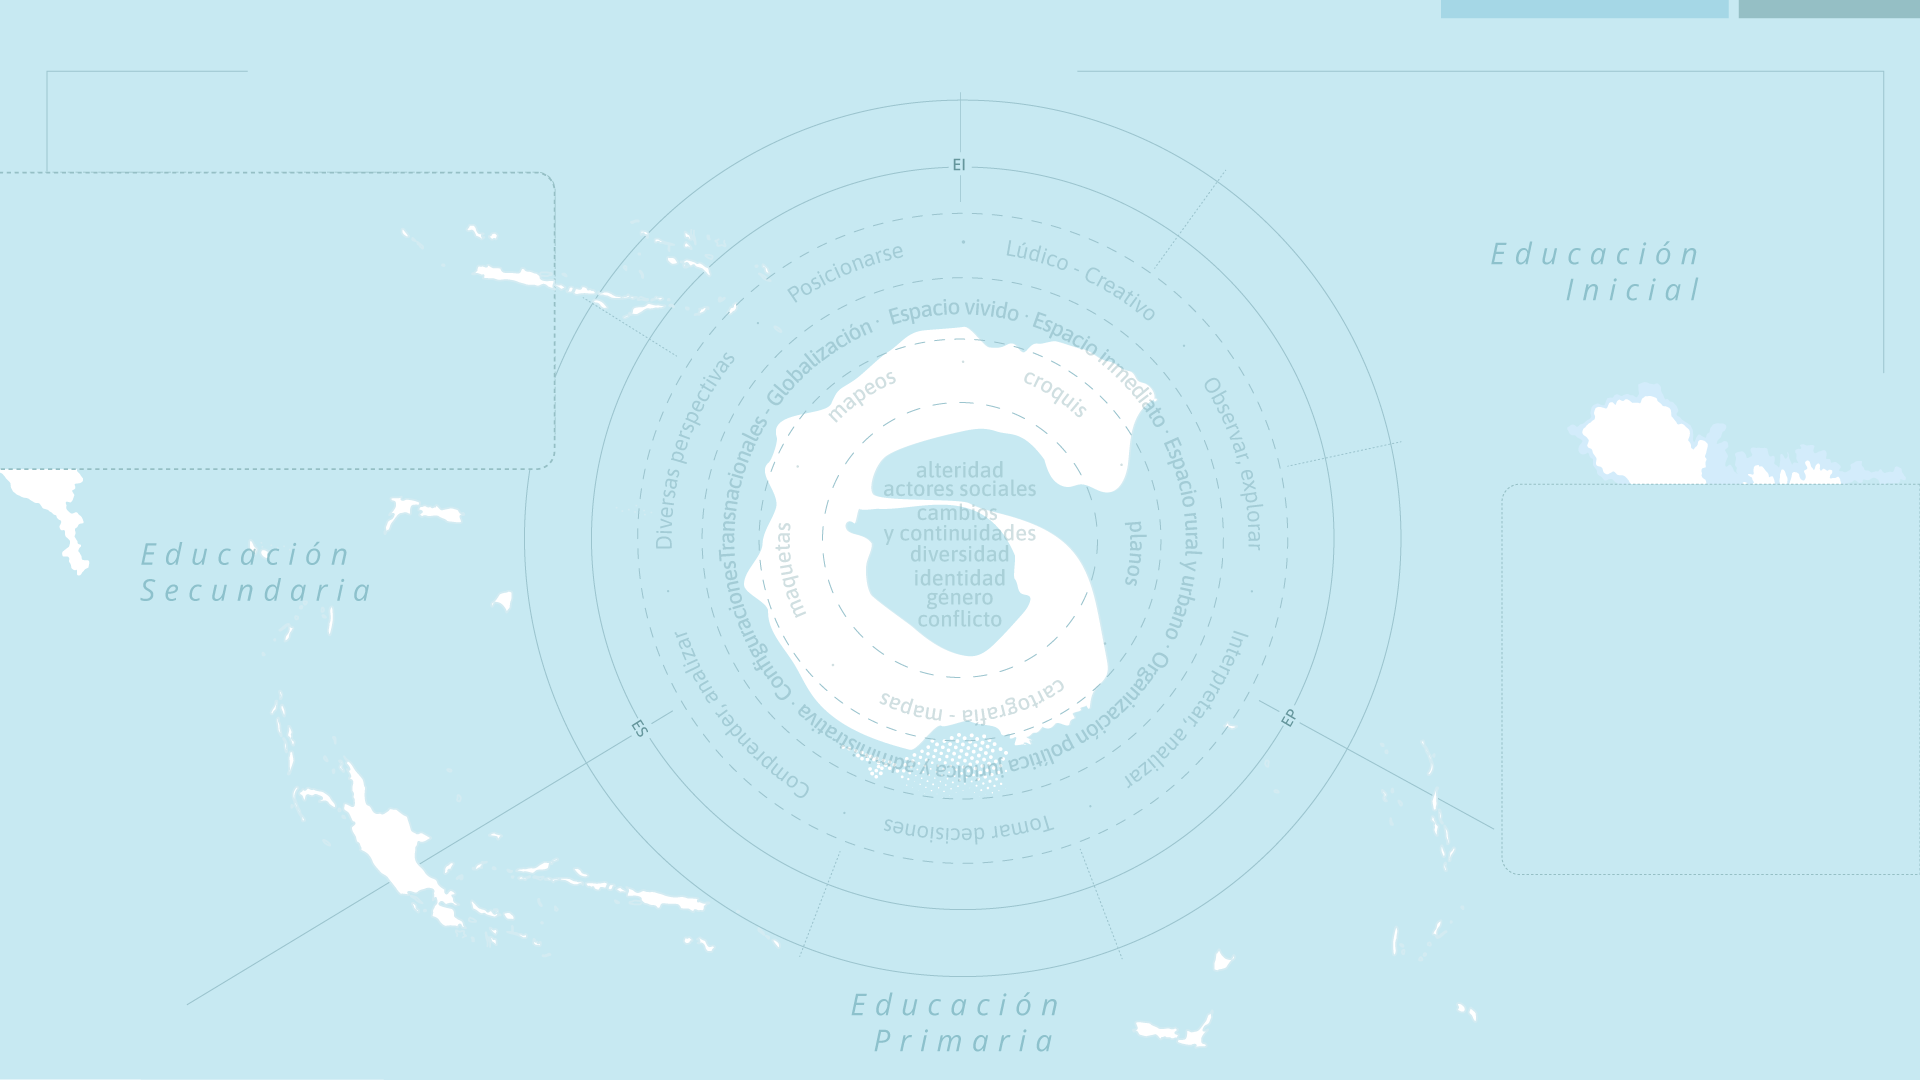 EI
Educación
Inicial
Posicionarse
Lúdico - Creativo
Observar, explorar
Interpretar, analizar
Tomar decisiones
Comprender, analizar
Diversas perspectivas
Espacio vivido · Espacio inmediato · Espacio rural y urbano · Organización política jurídica y administrativa · Configuraciones Transnacionales - Globalización ·
mapeos
croquis
planos
cartografía - mapas
maquetas
alteridad
actores sociales
cambios
y continuidades
diversidad
identidad
género
conflicto
Educación
Secundaria
ES
EP
Educación
Primaria